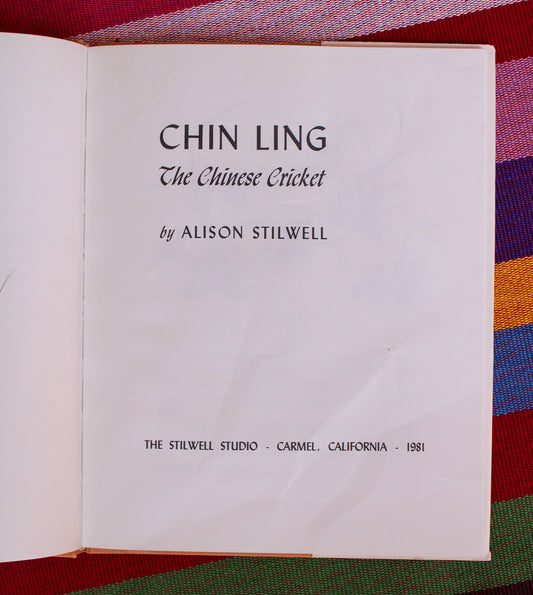 CHIN LING
The Chinese Cricket
by ALISON STILWELL
THE STILWELL STUDIO - CARMEL, CALIFORNIA - 1981